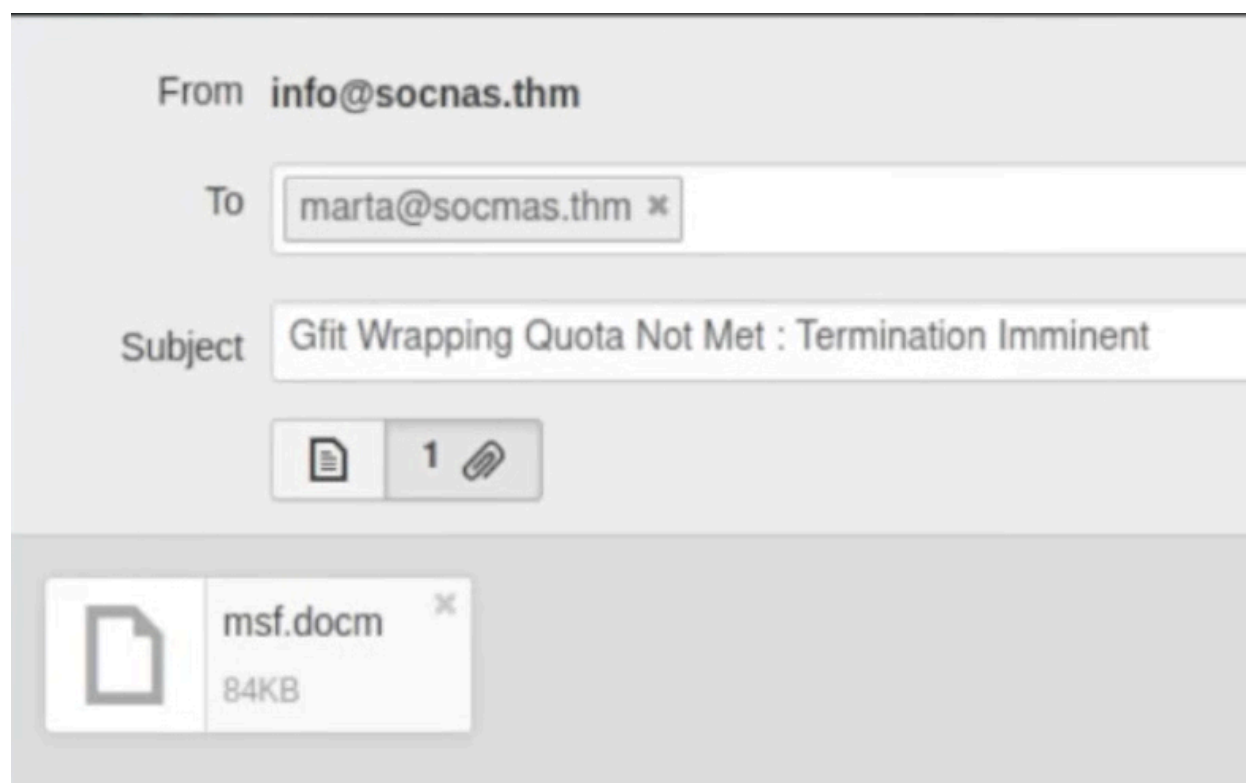 From info@socnas.thm
To marta@socmas.thm
Subject Gfit Wrapping Quota Not Met : Termination Imminent
1
msf.docm
84KB